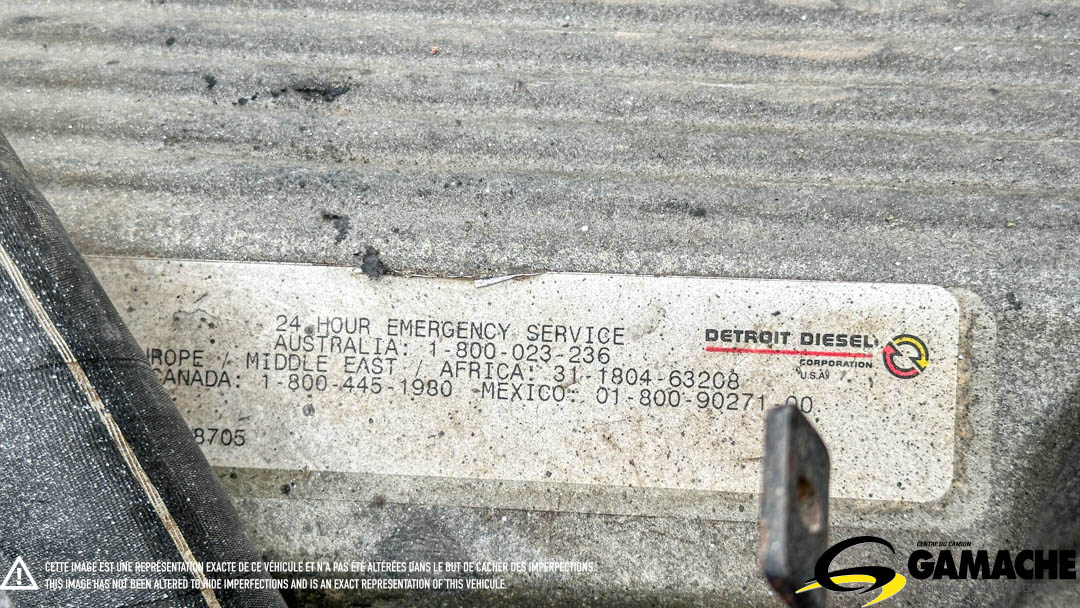 24 HOUR EMERGENCY SERVICE
AUSTRALIA: 1-800-023-236
UROPE / MIDDLE EAST / AFRICA: 31-1804-63208
CANADA: 1-800-445-1980 -MEXICO: 01-800-90271-00
8705
DETROIT DIESEL
CORPORATION
U.S.A.
CETTE IMAGE EST UNE REPRÉSENTATION EXACTE DE CE VÉHICULE ET N'A PAS ÉTÉ ALTÉRÉES DANS LE BUT DE CACHER DES IMPERFECTIONS.
THIS IMAGE HAS NOT BEEN ALTERED TO HIDE IMPERFECTIONS AND IS AN EXACT REPRESENTATION OF THIS VEHICLE.
CENTRE DU CAMION
GAMACHE